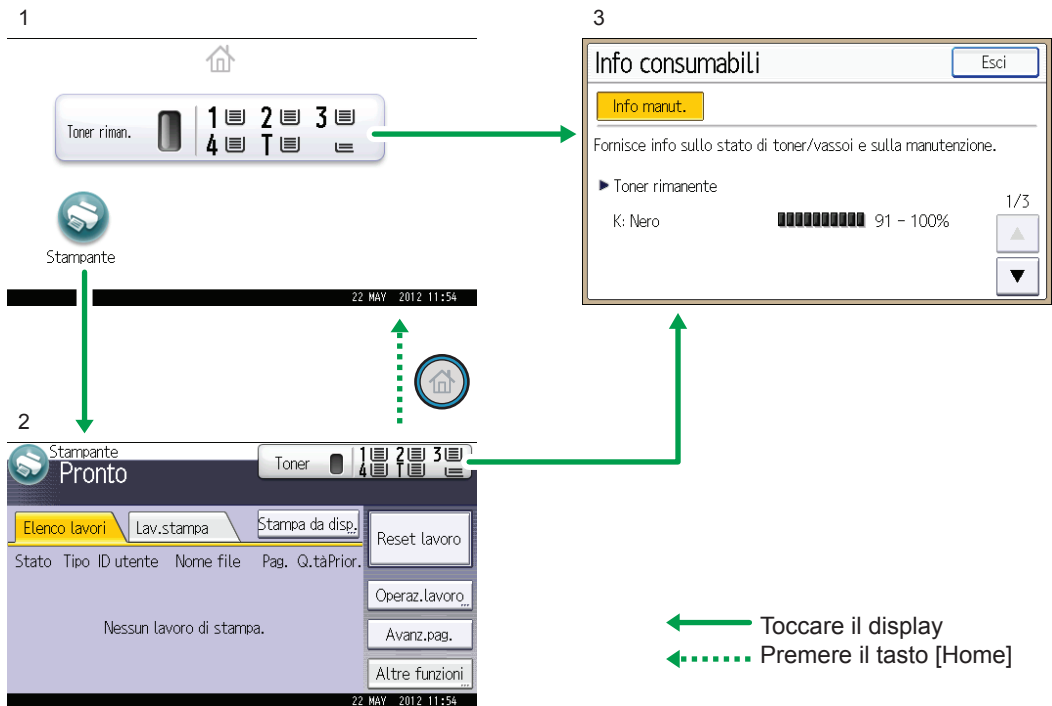 1
Toner riman.
1 2 3
4 T
Stampante
22 MAY 2012 11:54
3
Info consumabili
Esci
Info manut.
Fornisce info sullo stato di toner/vassoi e sulla manutenzione.
Toner rimanente
K: Nero 91 - 100%
1/3
2
Stampante
Pronto
Toner
1 2 3
4 T
Elenco lavori
Lav.stampa
Stampa da disp.
Reset lavoro
Stato Tipo ID utente Nome file Pag. Q.tàPrior.
Nessun lavoro di stampa.
Operaz.lavoro
Avanz.pag.
Altre funzioni
22 MAY 2012 11:54
Toccare il display
Premere il tasto [Home]